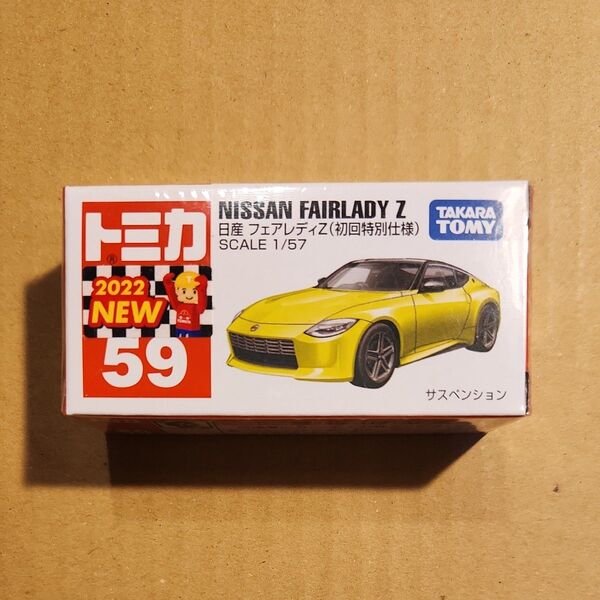 トミカ
®
2022
NEW
59
NISSAN FAIRLADY Z
日産 フェアレディZ(初回特別仕様)
SCALE 1/57
TAKARA
TOMY
サスペンション